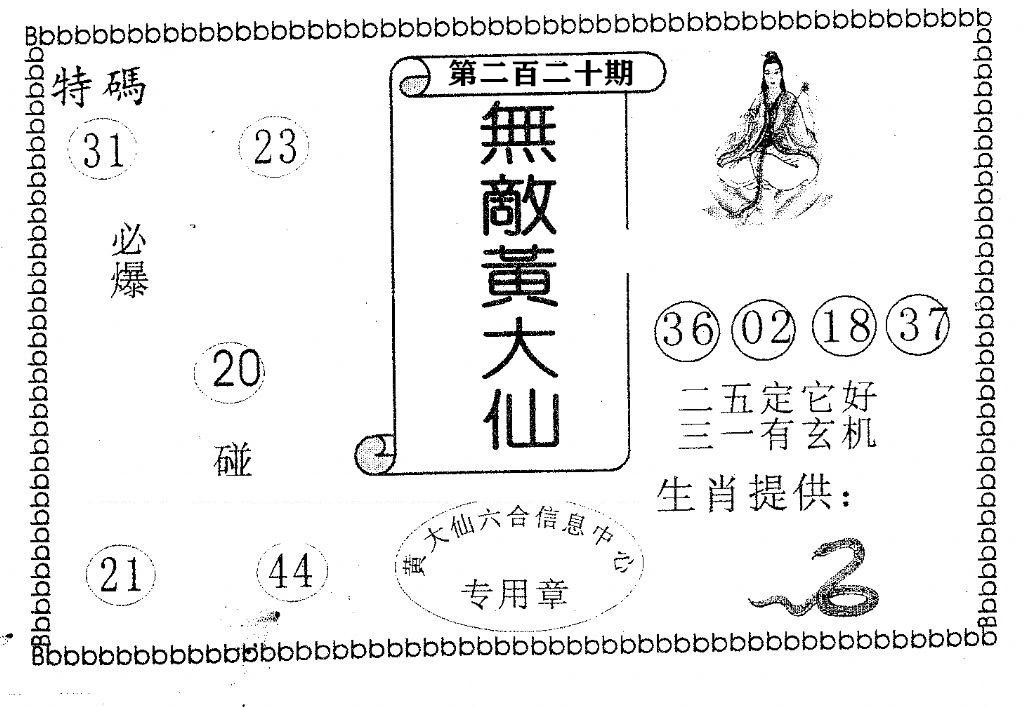 特碼
31 23
必爆
20
碰
21 44
第二百二十期
無敵黃大仙
黄大仙六合信息中心
专用章
36 02 18 37
二五定它好
三一有玄机
生肖提供：